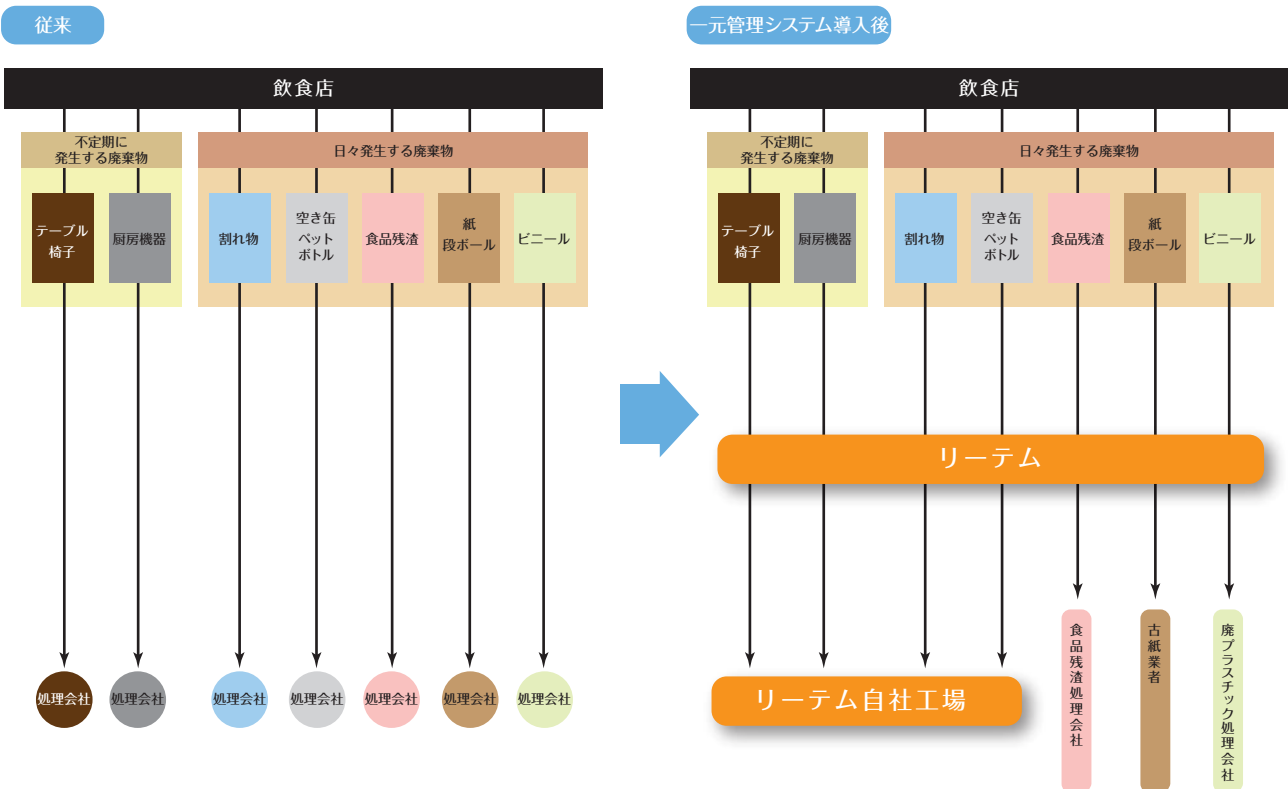 従来
飲食店
不定期に
発生する廃棄物
日々発生する廃棄物
テーブル
椅子
厨房機器
割れ物
空き缶
ペット
ボトル
食品残渣
紙
段ボール
ビニール
処理会社
処理会社
処理会社
処理会社
処理会社
処理会社
処理会社
一元管理システム導入後
飲食店
不定期に
発生する廃棄物
日々発生する廃棄物
テーブル
椅子
厨房機器
割れ物
空き缶
ペット
ボトル
食品残渣
紙
段ボール
ビニール
リーテム
リーテム自社工場
食品残渣処理会社
古紙業者
廃プラスチック処理会社